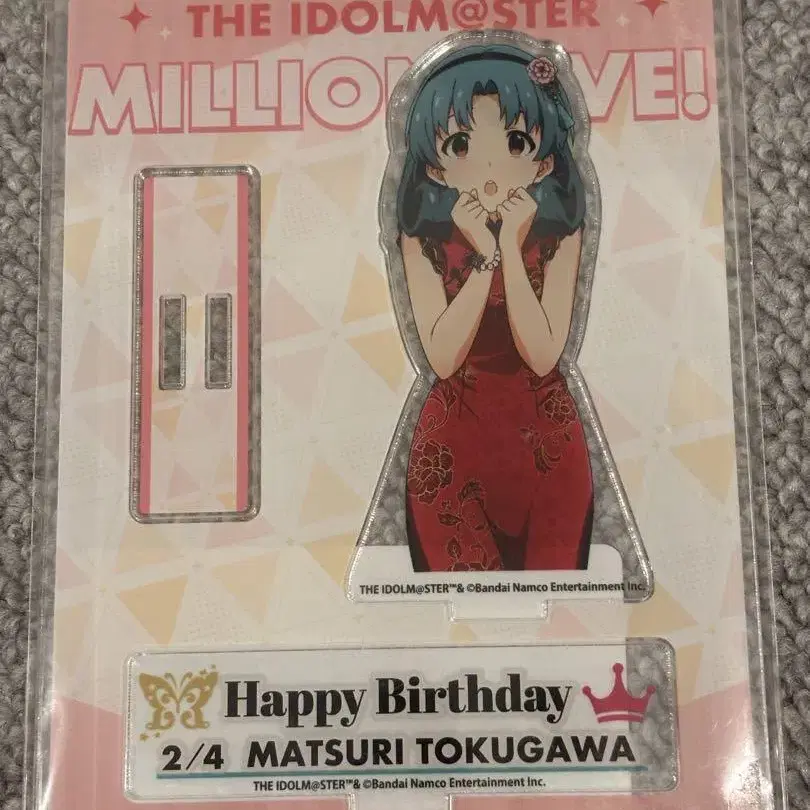 THE IDOLM@STER
MILLIO VE!
THE IDOLM@STER™& ©Bandai Namco Entertainment Inc.
Happy Birthday
2/4 MATSURI TOKUGAWA
THE IDOLM@STER™& ©Bandai Namco Entertainment Inc.